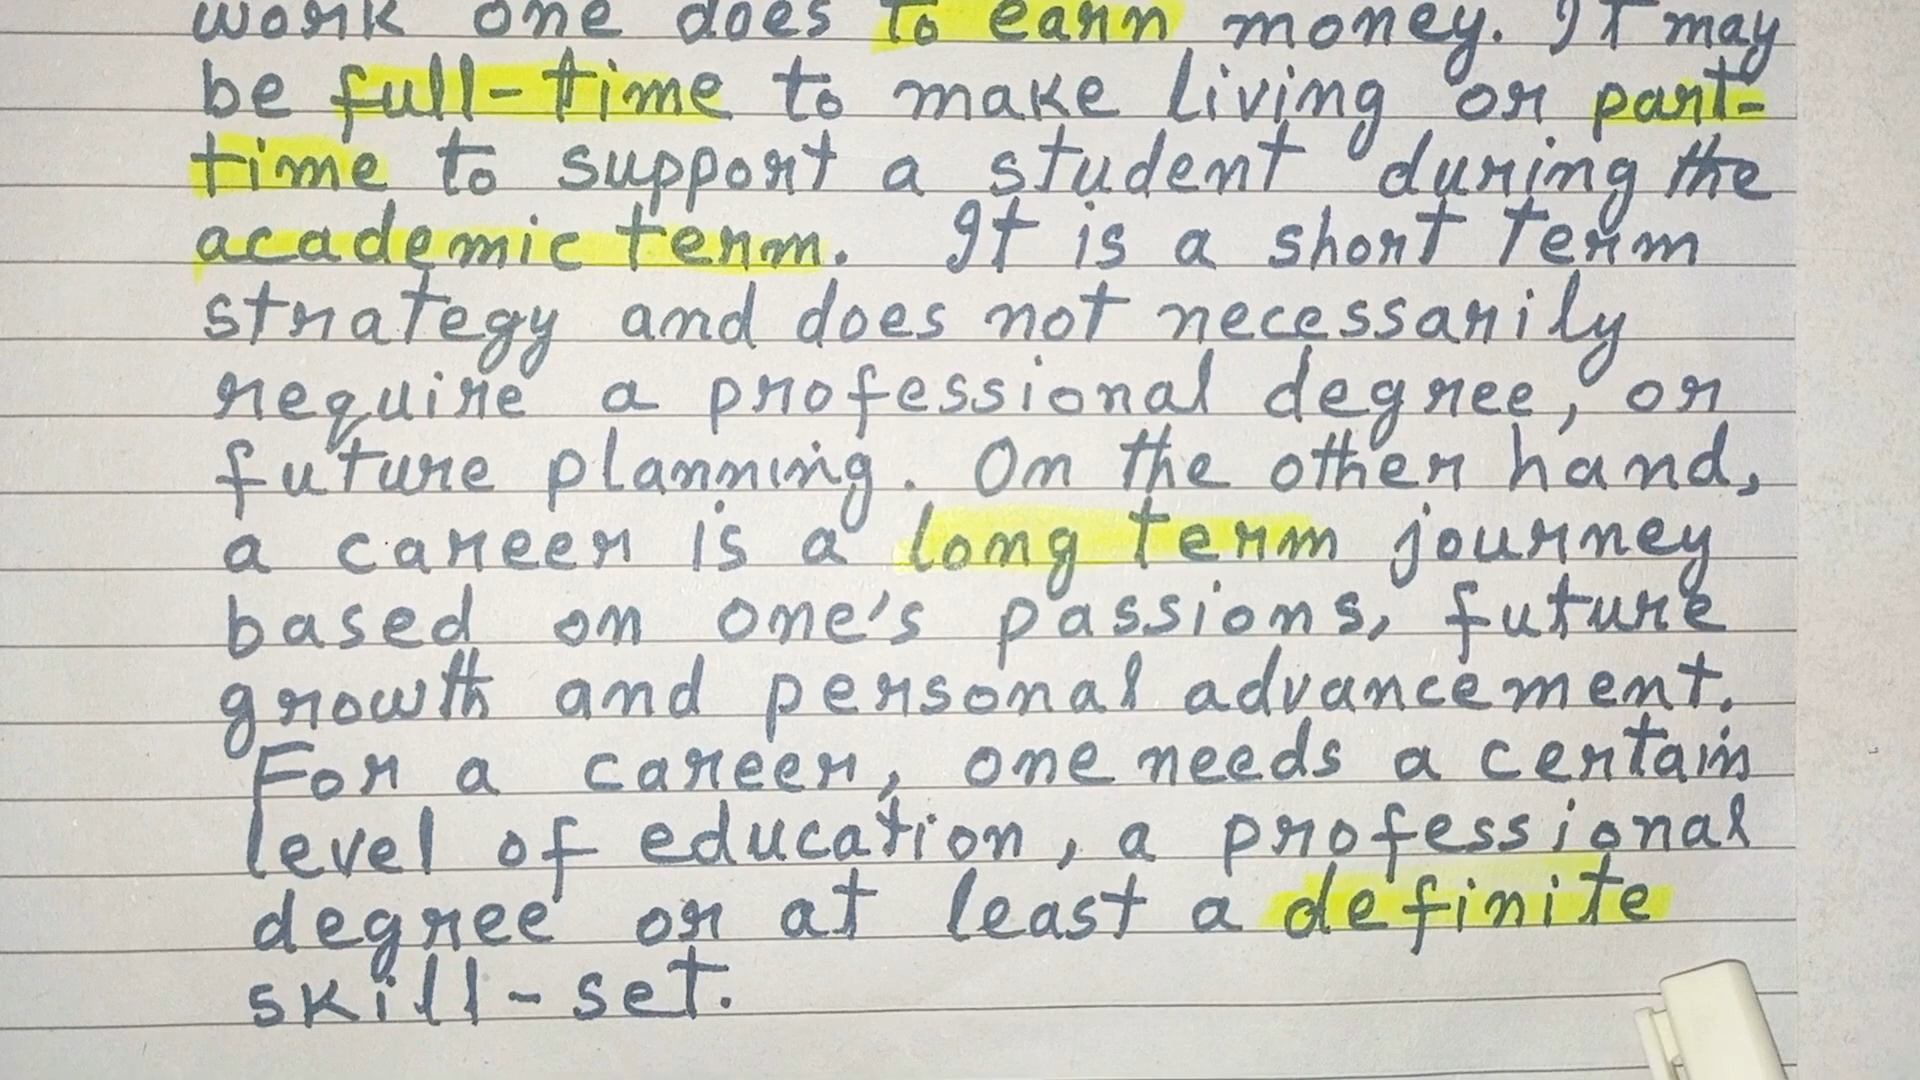 work one does to earn money. It may
be full-time to make living or part-
time to support a student during the
academic term. It is a short term
strategy and does not necessarily
require a professional degree, or
future planning. On the other hand,
a career is a long term journey
based on one's passions, future
growth and personal advancement.
For a career, one needs a certain
level of education, a professional
degree or at least a definite
skill-set.